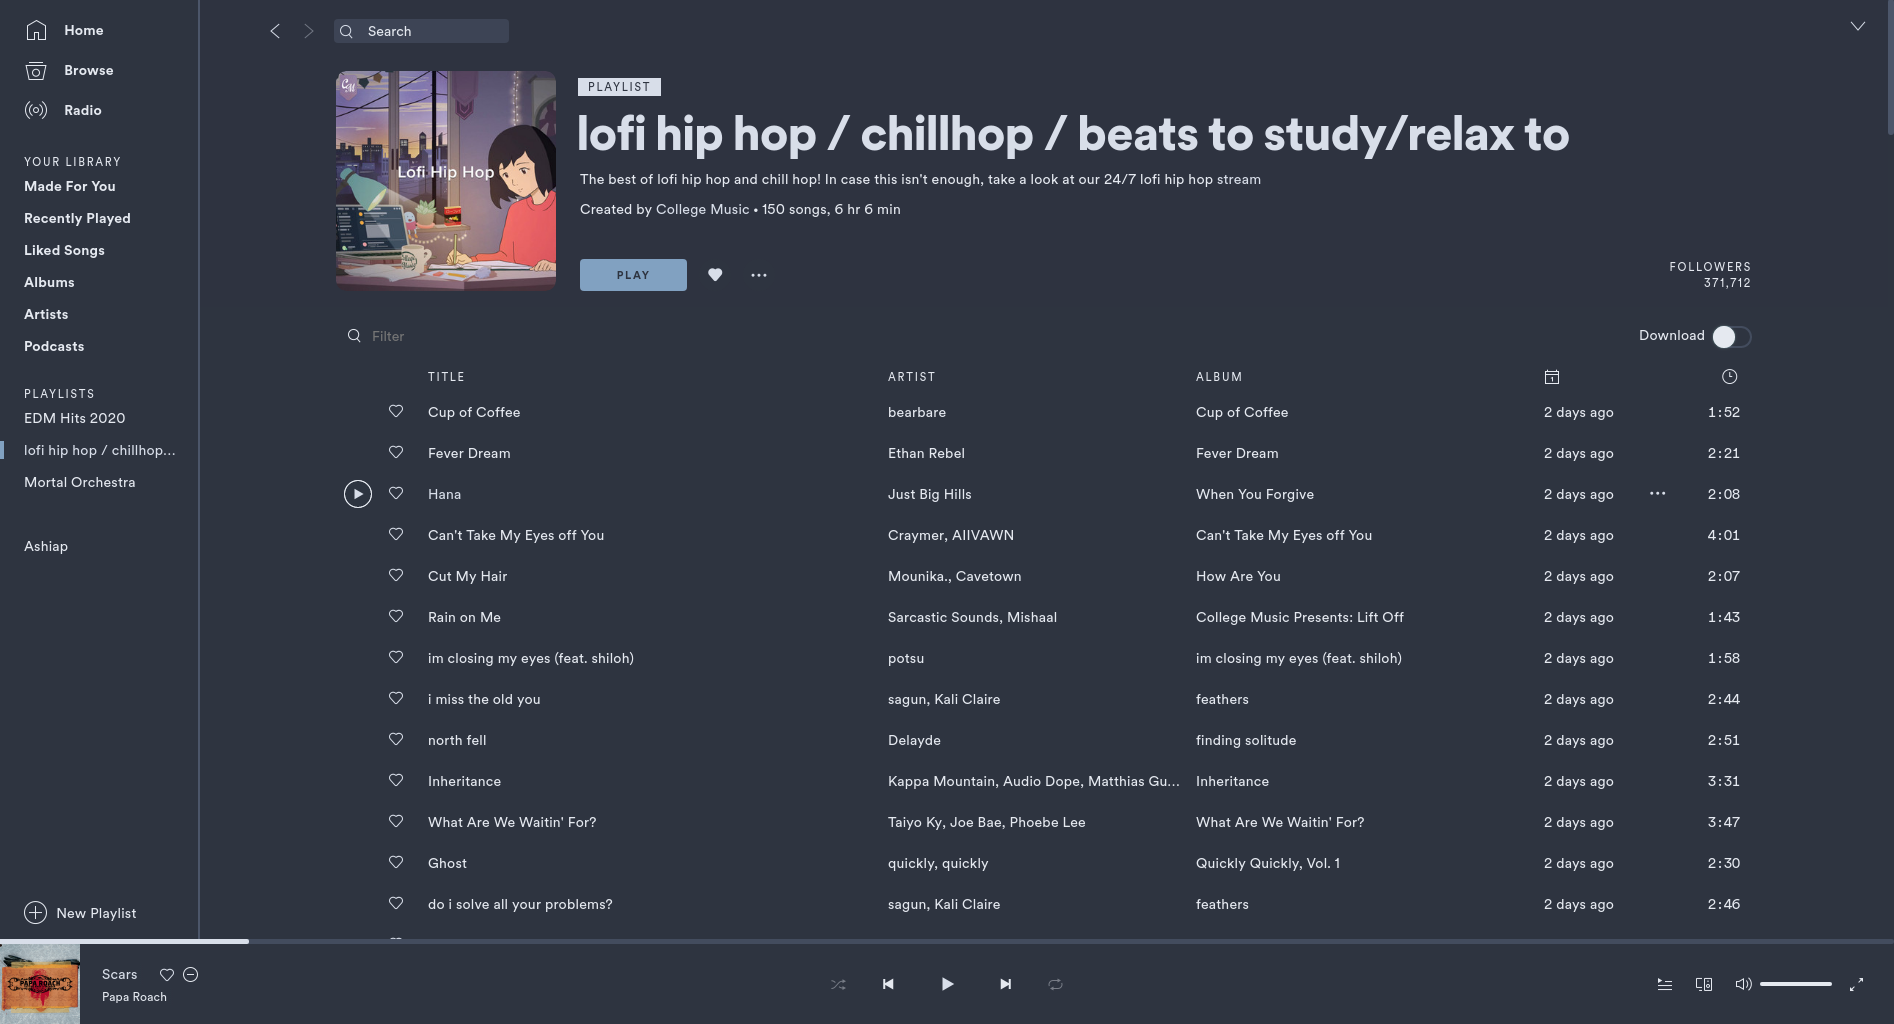 Home
Browse
Radio
YOUR LIBRARY
Made For You
Recently Played
Liked Songs
Albums
Artists
Podcasts
PLAYLISTS
EDM Hits 2020
lofi hip hop / chillhop...
Mortal Orchestra
Ashiap
New Playlist
Search
CM
Lofi Hip Hop
PLAYLIST
lofi hip hop / chillhop / beats to study/relax to
The best of lofi hip hop and chill hop! In case this isn't enough, take a look at our 24/7 lofi hip hop stream
Created by College Music • 150 songs, 6 hr 6 min
PLAY
FOLLOWERS
371,712
Filter
Download
TITLE ARTIST ALBUM
Cup of Coffee bearbare Cup of Coffee 2 days ago 1:52
Fever Dream Ethan Rebel Fever Dream 2 days ago 2:21
Hana Just Big Hills When You Forgive 2 days ago 2:08
Can't Take My Eyes off You Craymer, AIIVAWN Can't Take My Eyes off You 2 days ago 4:01
Cut My Hair Mounika., Cavetown How Are You 2 days ago 2:07
Rain on Me Sarcastic Sounds, Mishaal College Music Presents: Lift Off 2 days ago 1:43
im closing my eyes (feat. shiloh) potsu im closing my eyes (feat. shiloh) 2 days ago 1:58
i miss the old you sagun, Kali Claire feathers 2 days ago 2:44
north fell Delayde finding solitude 2 days ago 2:51
Inheritance Kappa Mountain, Audio Dope, Matthias Gu... Inheritance 2 days ago 3:31
What Are We Waitin' For? Taiyo Ky, Joe Bae, Phoebe Lee What Are We Waitin' For? 2 days ago 3:47
Ghost quickly, quickly Quickly Quickly, Vol. 1 2 days ago 2:30
do i solve all your problems? sagun, Kali Claire feathers 2 days ago 2:46
PAPA ROACH
Scars
Papa Roach